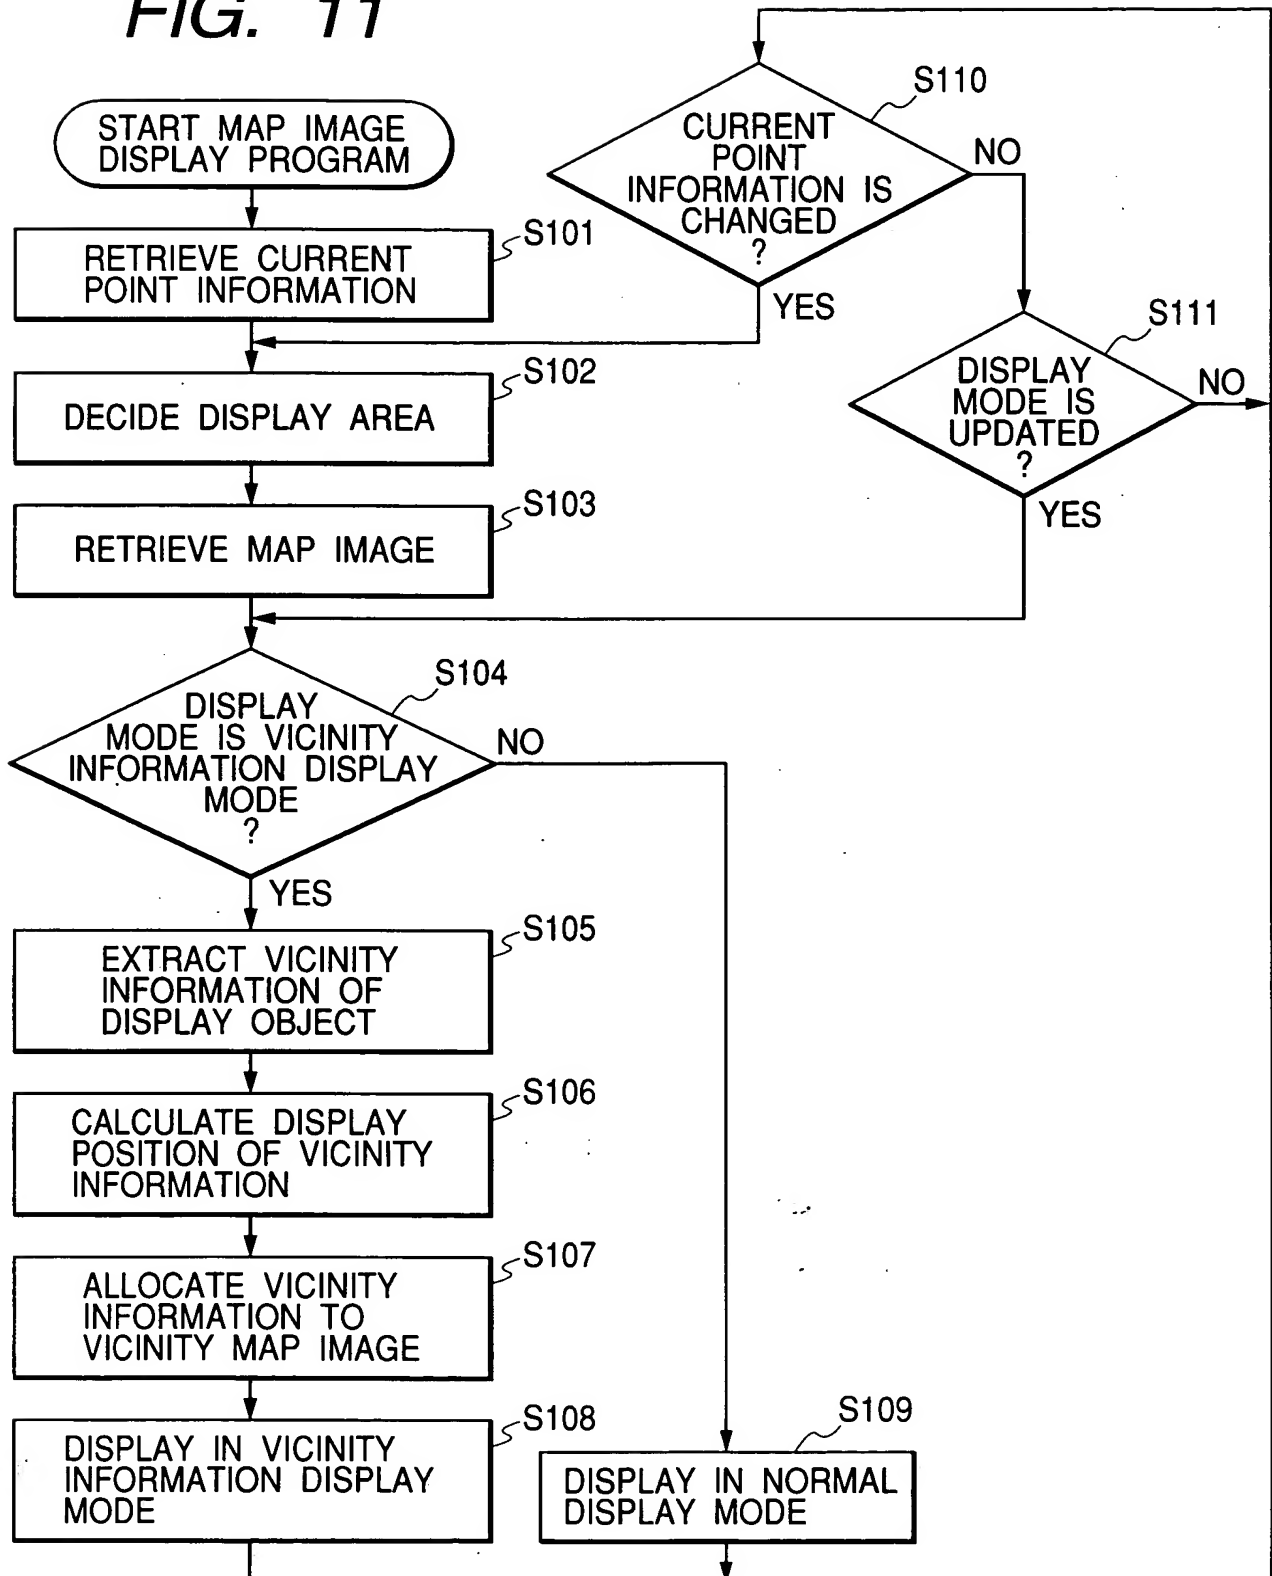 FIG. 11
START MAP IMAGE
DISPLAY PROGRAM
S101
RETRIEVE CURRENT
POINT INFORMATION
S102
DECIDE DISPLAY AREA
S103
RETRIEVE MAP IMAGE
S104
DISPLAY
MODE IS VICINITY
INFORMATION DISPLAY
MODE
?
NO
YES
S105
EXTRACT VICINITY
INFORMATION OF
DISPLAY OBJECT
S106
CALCULATE DISPLAY
POSITION OF VICINITY
INFORMATION
S107
ALLOCATE VICINITY
INFORMATION TO
VICINITY MAP IMAGE
S108
DISPLAY IN VICINITY
INFORMATION DISPLAY
MODE
S109
DISPLAY IN NORMAL
DISPLAY MODE
S110
CURRENT
POINT
INFORMATION IS
CHANGED
?
NO
YES
S111
DISPLAY
MODE IS
UPDATED
?
NO
YES